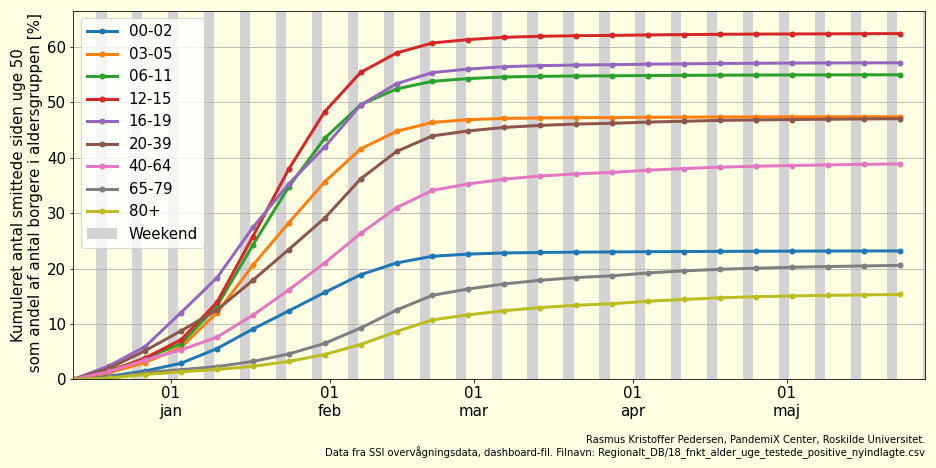 Kumuleret antal smittede siden uge 50
som andel af antal borgere i aldersgruppen [%]
60
50
40
30
20
10
0
00-02
03-05
06-11
12-15
16-19
20-39
40-64
65-79
80+
Weekend
01
jan
01
feb
01
mar
01
apr
01
maj
Rasmus Kristoffer Pedersen, PandemiX Center, Roskilde Universitet.
Data fra SSI overvågningsdata, dashboard-fil. Filnavn: Regionalt_DB/18_fnkt_alder_uge_testede_positive_nyindlagte.csv